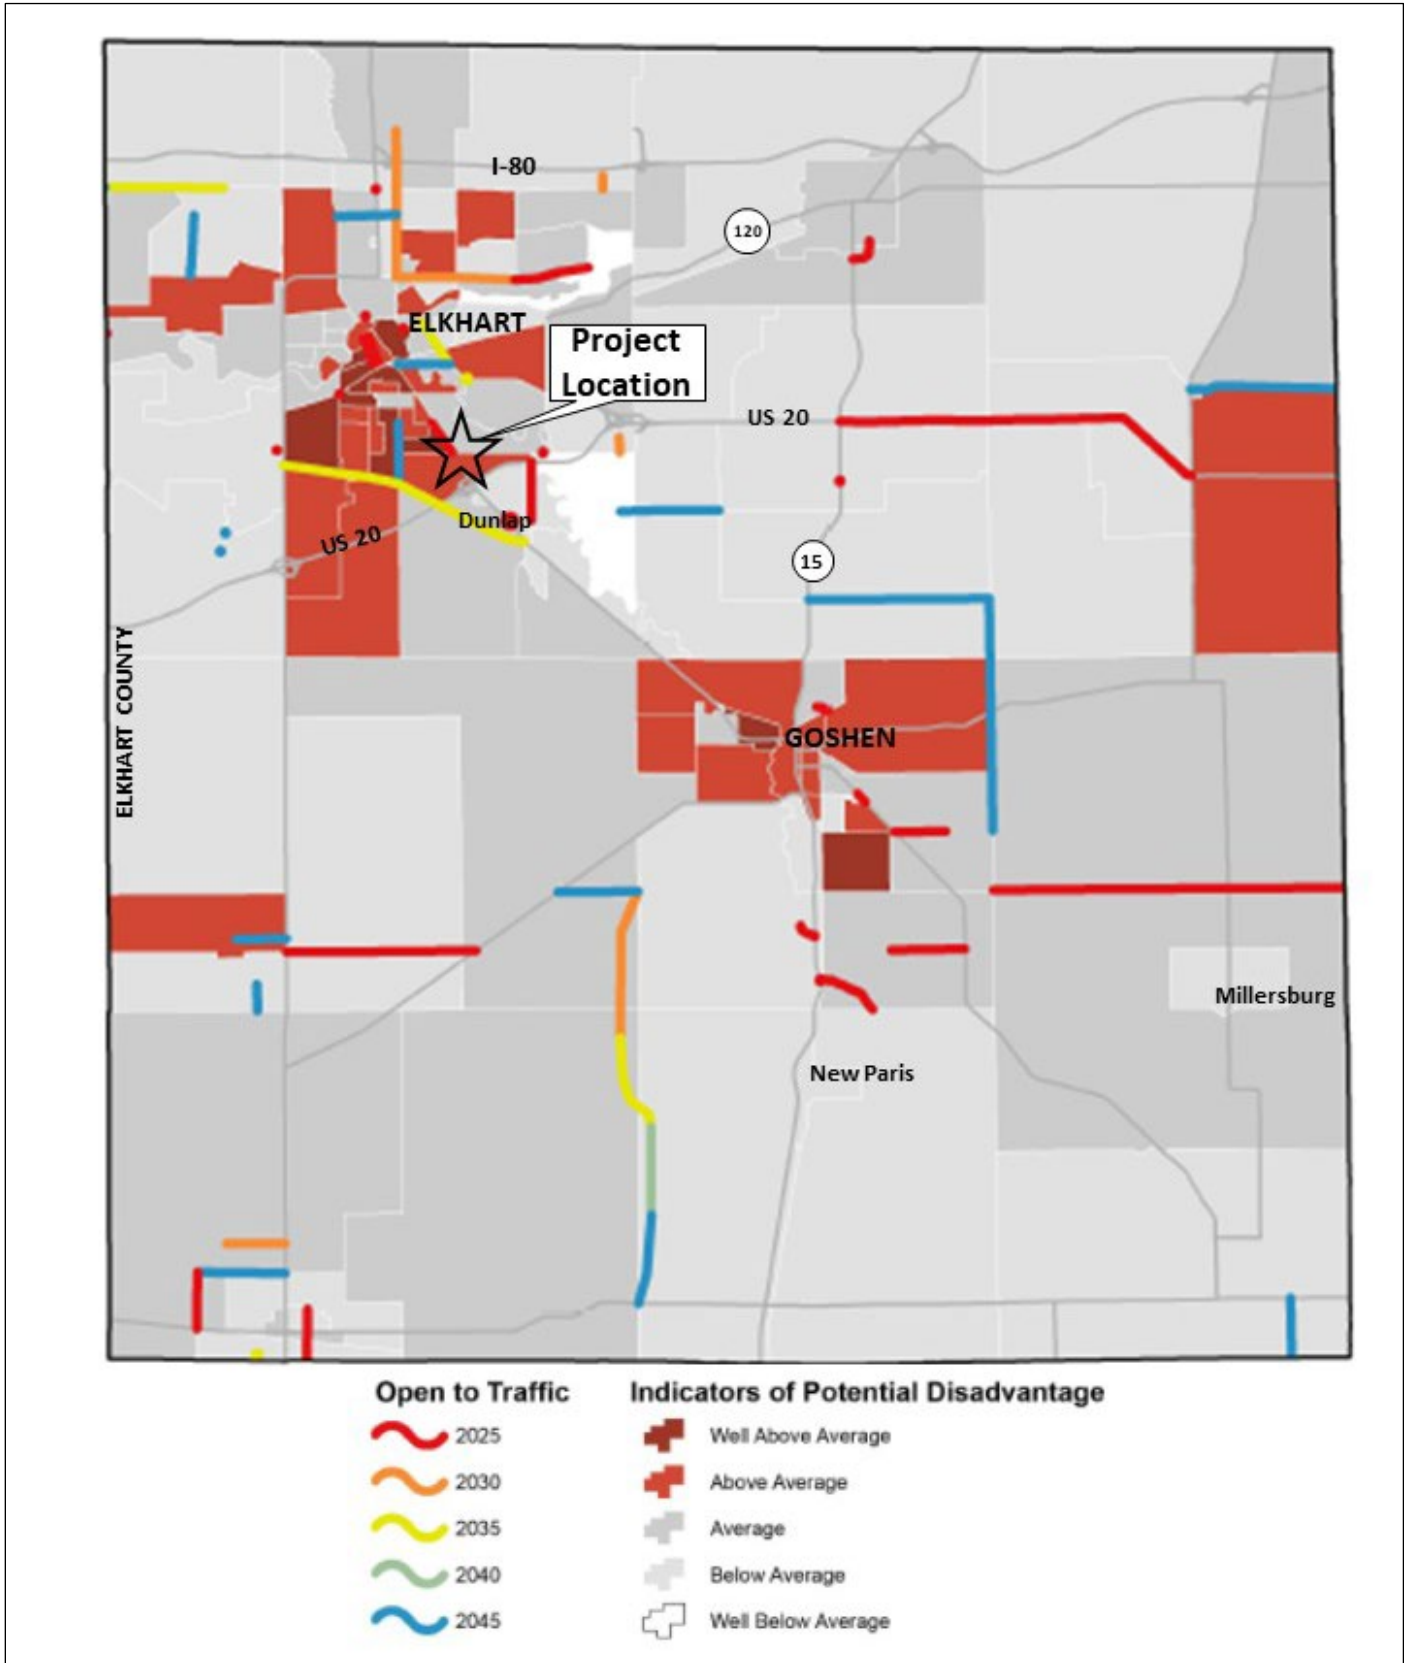 I-80
120
ELKHART
Project
Location
US 20
Dunlap
US 20
15
ELKHART COUNTY
GOSHEN
Millersburg
New Paris
Open to Traffic
2025
2030
2035
2040
2045
Indicators of Potential Disadvantage
Well Above Average
Above Average
Average
Below Average
Well Below Average